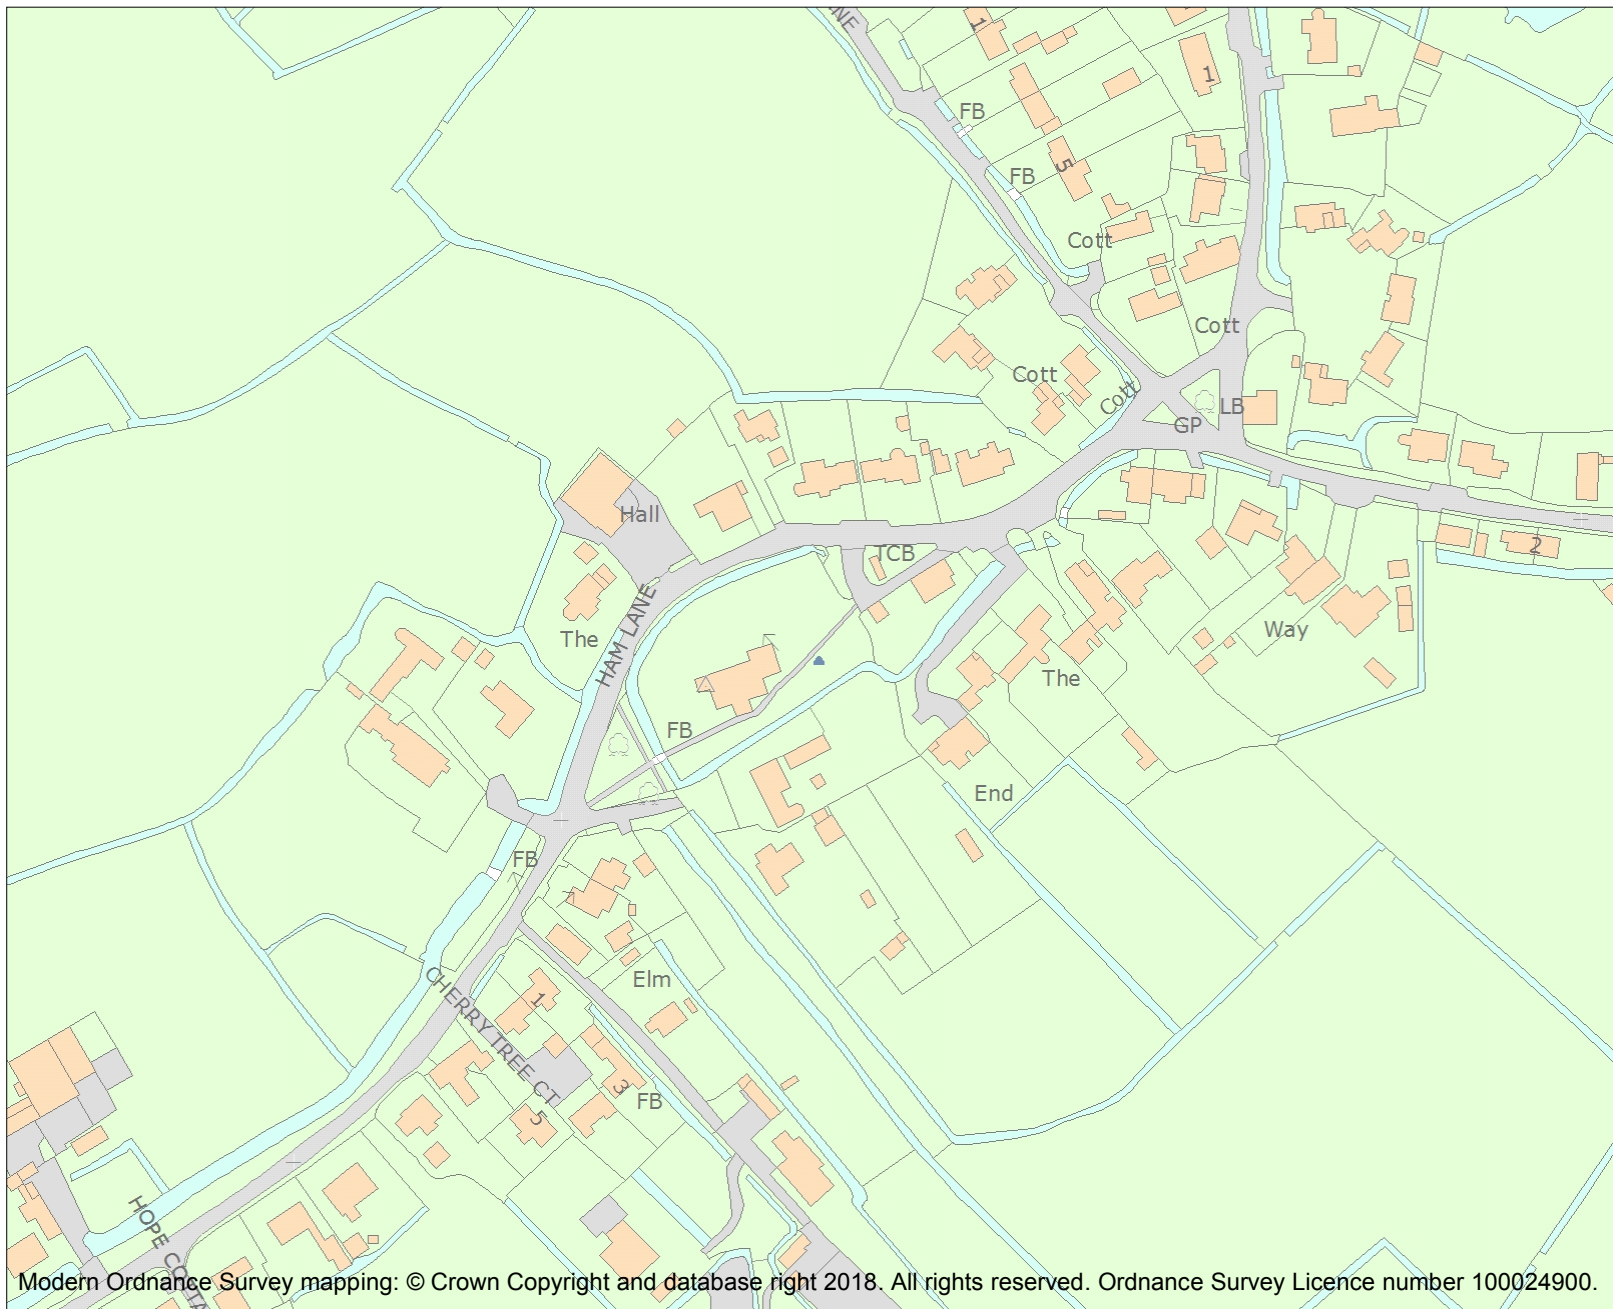 1
1
FB
5
FB
Cott
Cott
Cott
Cott
LB
GP
Hall
TCB
2
HAM LANE
The
Way
The
FB
End
FB
7
Elm
CHERRY TREE CT
1
3
FB
5
HOPE COTTA
Modern Ordnance Survey mapping: © Crown Copyright and database right 2018. All rights reserved. Ordnance Survey Licence number 100024900.